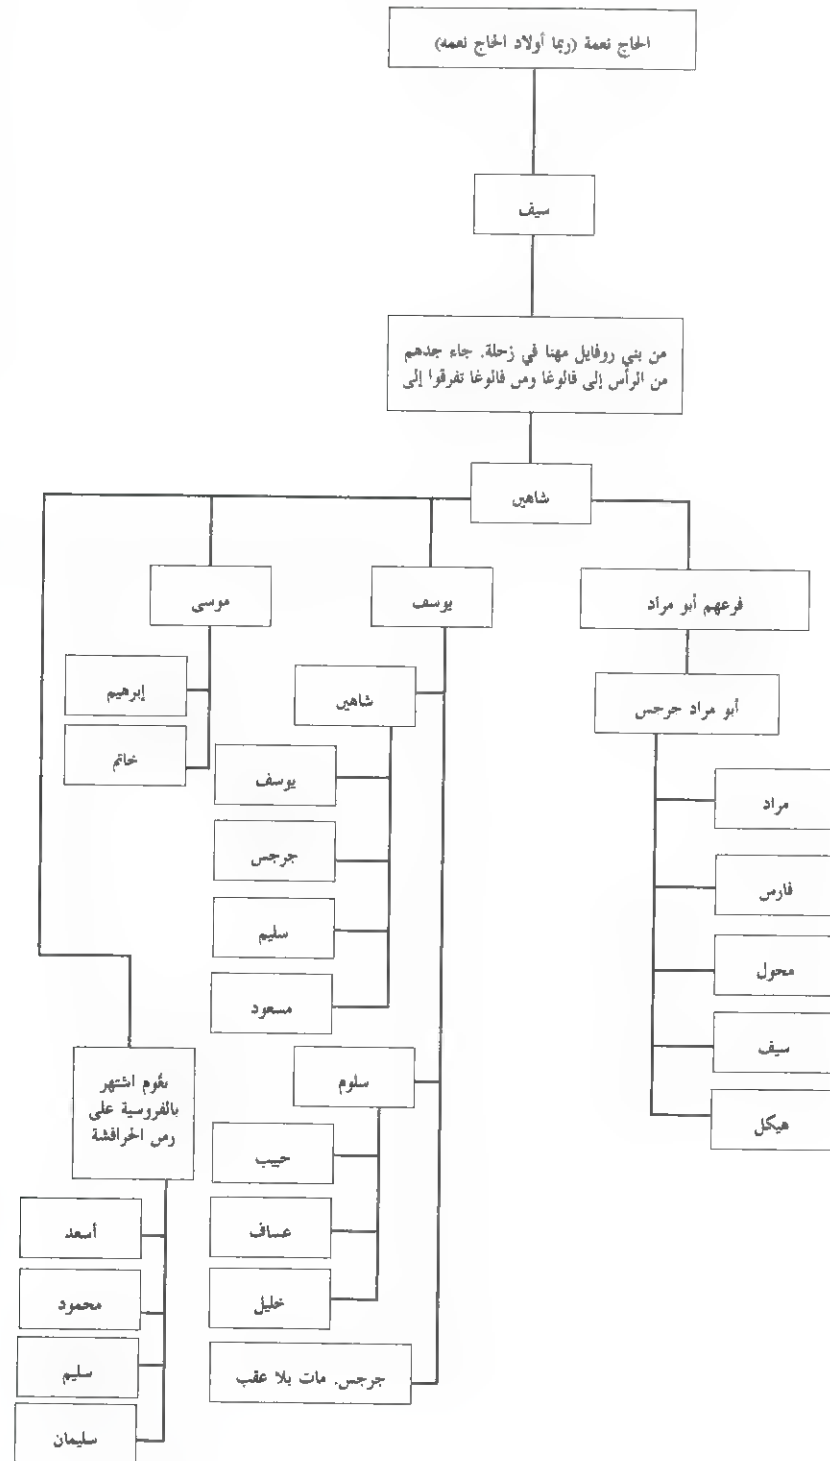 الحاج نعمة (ربما أولاد الحاج نعمه)
سيف
من بني روفايل مهنا في زحلة. جاء جدهم
من الرأس إلى فالوغا ومن فالوغا تفرقوا إلى
شاهين
فرعهم أبو مراد
أبو مراد جرجس
مراد
فارس
محول
سيف
هيكل
يوسف
شاهين
يوسف
جرجس
سليم
مسعود
سلوم
حبيب
عساف
خليل
جرجس. مات بلا عقب
موسى
إبرهيم
خاتم
نقوم اشتهر
بالفروسية على
ومن الحرافشة
أسعد
محمود
سليم
سليمان